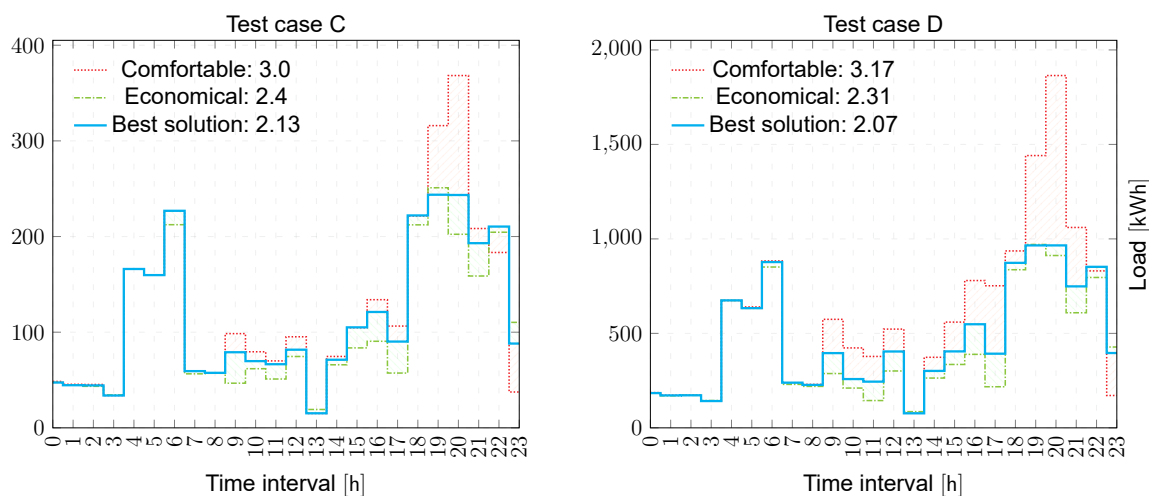 Test case C
400
300
200
100
0
Comfortable: 3.0
Economical: 2.4
Best solution: 2.13
0 1 2 3 4 5 6 7 8 9 10 11 12 13 14 15 16 17 18 19 20 21 22 23
Time interval [h]
Test case D
2,000
1,500
1,000
500
0
Comfortable: 3.17
Economical: 2.31
Best solution: 2.07
0 1 2 3 4 5 6 7 8 9 10 11 12 13 14 15 16 17 18 19 20 21 22 23
Time interval [h]
Load [kWh]